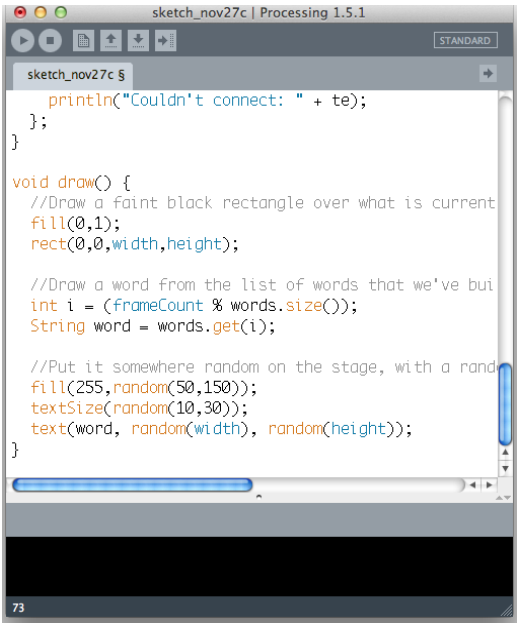 sketch_nov27c | Processing 1.5.1
STANDARD
sketch_nov27c §
println("Couldn't connect: " + te);
};
}
void draw() {
//Draw a faint black rectangle over what is current
fill(0,1);
rect(0,0,width,height);
//Draw a word from the list of words that we've bui
int i = (frameCount % words.size());
String word = words.get(i);
//Put it somewhere random on the stage, with a rand
fill(255,random(50,150));
textSize(random(10,30));
text(word, random(width), random(height));
}
73